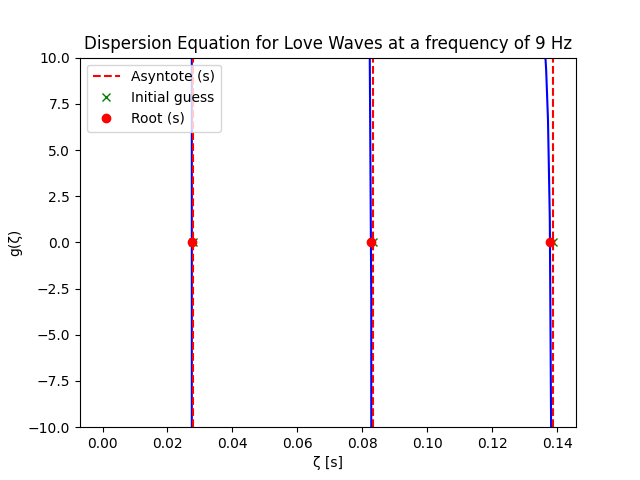 Dispersion Equation for Love Waves at a frequency of 9 Hz
Asyntote (s)
Initial guess
Root (s)
10.0
7.5
5.0
2.5
0.0
−2.5
−5.0
−7.5
−10.0
g(ζ)
0.00 0.02 0.04 0.06 0.08 0.10 0.12 0.14
ζ [s]